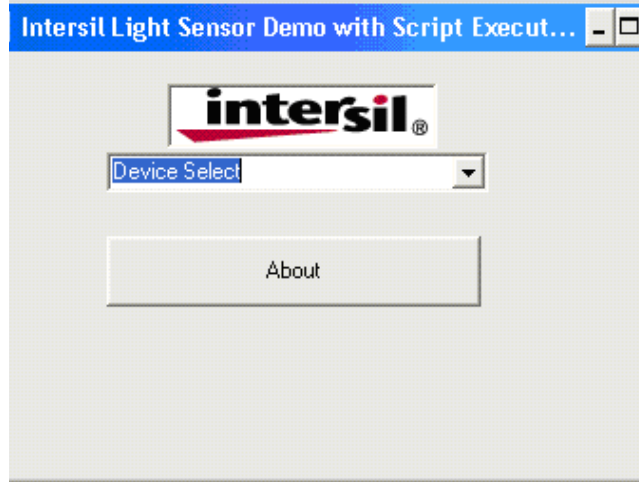 Intersil Light Sensor Demo with Script Execut...
intersil®
Device Select
About